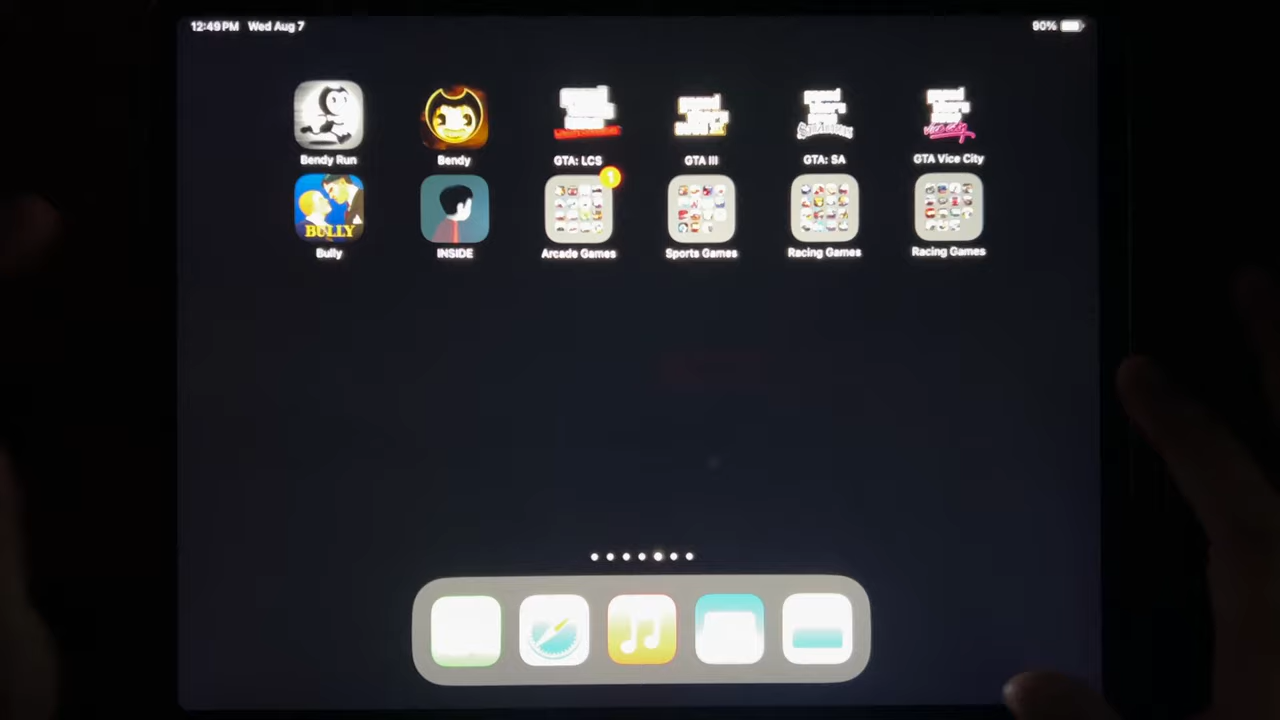 12:49 PM Wed Aug 7
90%
Bendy Run
Bendy
GTA: LCS
GTA III
GTA: SA
GTA Vice City
BULLY
1
Bully
INSIDE
Arcade Games
Sports Games
Racing Games
Racing Games